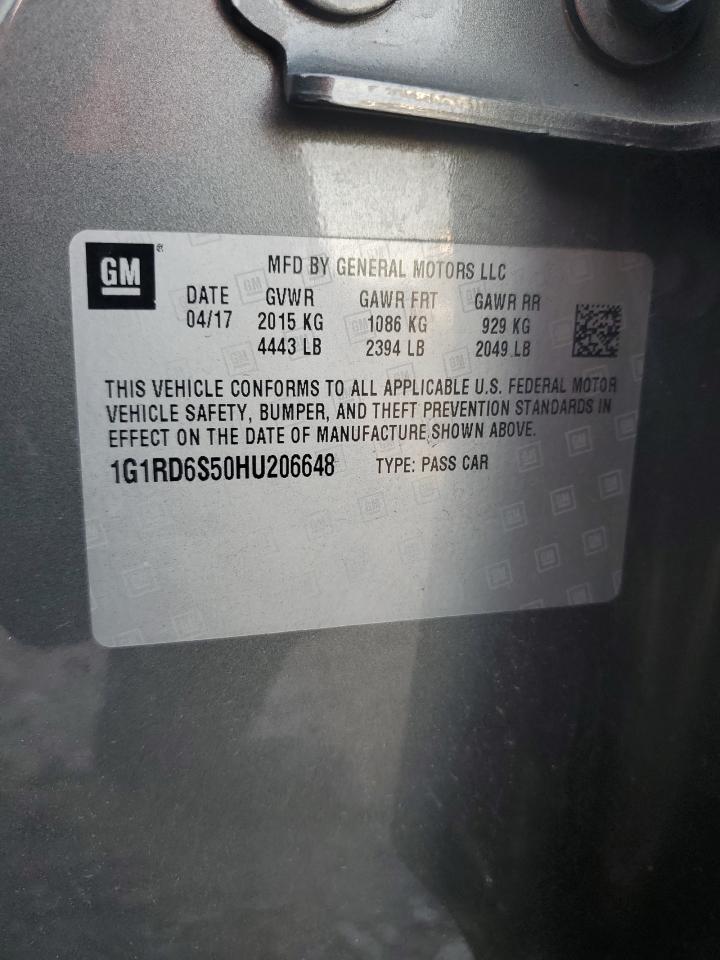 GM ®
MFD BY GENERAL MOTORS LLC
DATE GVWR GAWR FRT GAWR RR
04/17 2015 KG 1086 KG 929 KG
4443 LB 2394 LB 2049 LB
THIS VEHICLE CONFORMS TO ALL APPLICABLE U.S. FEDERAL MOTOR
VEHICLE SAFETY, BUMPER, AND THEFT PREVENTION STANDARDS IN
EFFECT ON THE DATE OF MANUFACTURE SHOWN ABOVE.
1G1RD6S50HU206648 TYPE: PASS CAR